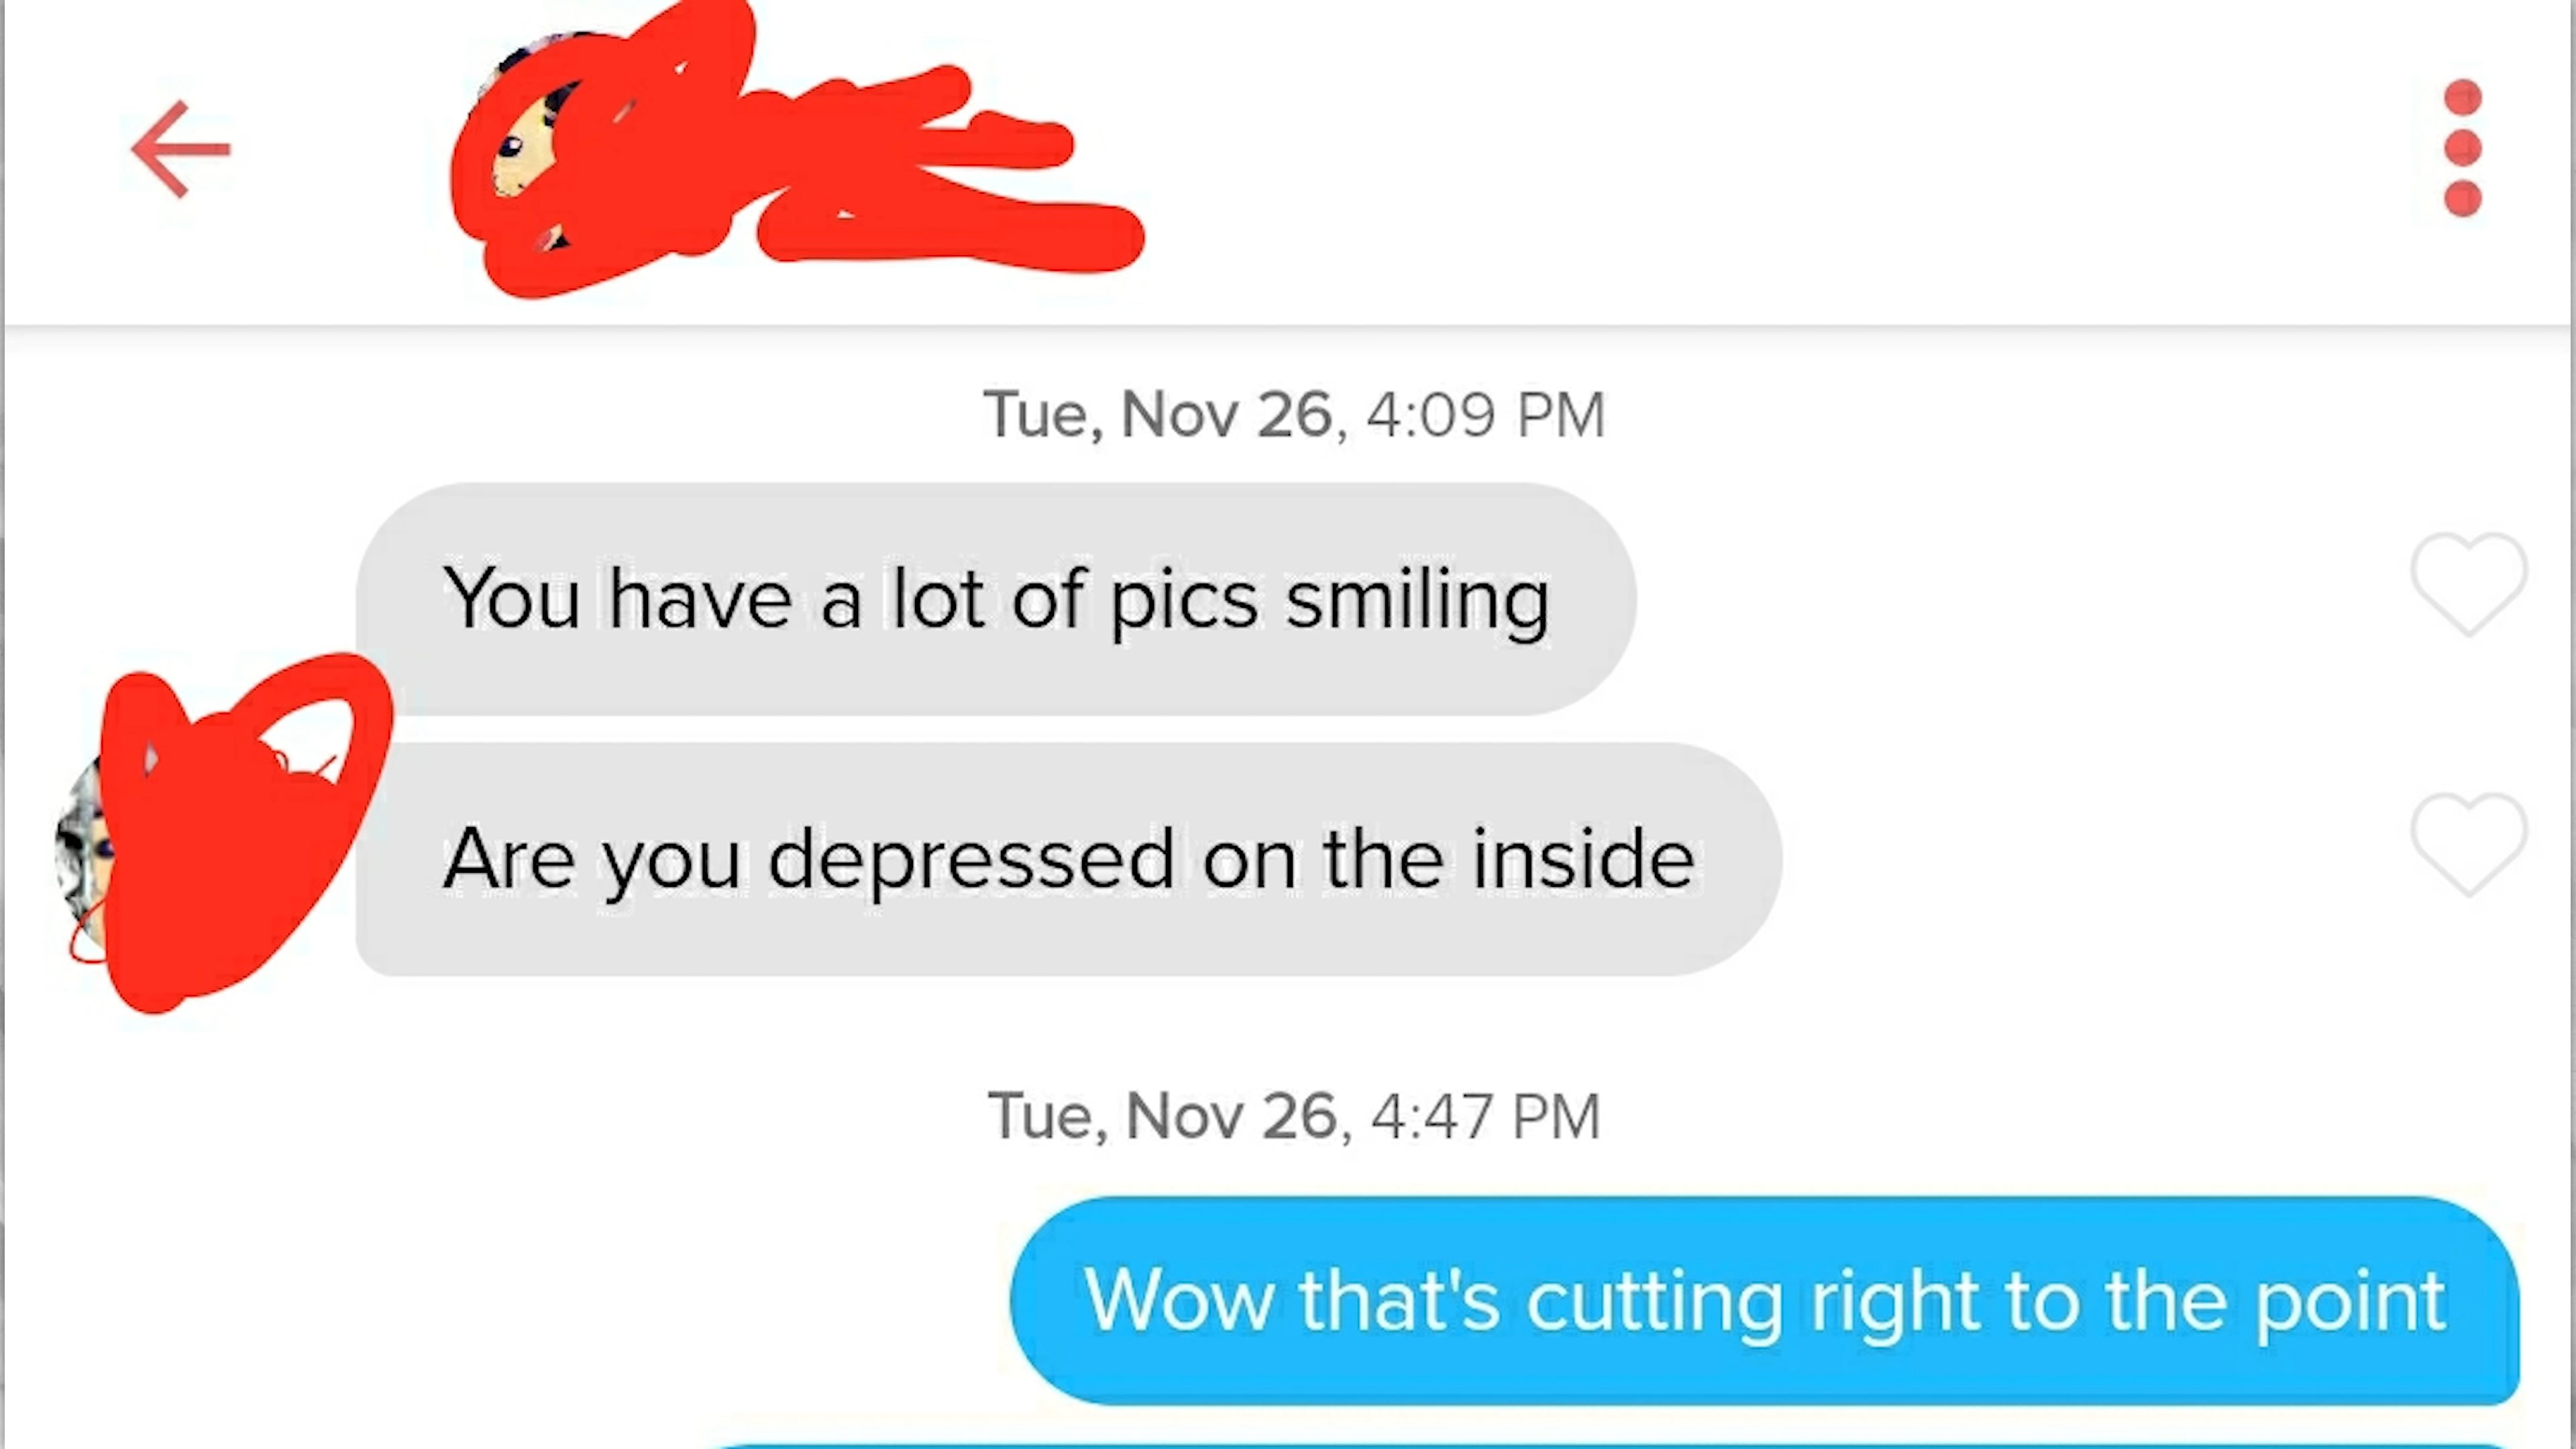 Tue, Nov 26, 4:09 PM
You have a lot of pics smiling
Are you depressed on the inside
Tue, Nov 26, 4:47 PM
Wow that's cutting right to the point